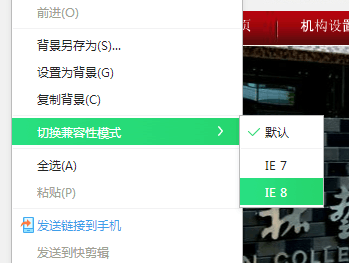 前进(O)
页
机构设置
背景另存为(S)...
设置为背景(G)
复制背景(C)
切换兼容性模式
默认
IE 7
全选(A)
粘贴(P)
IE 8
发送链接到手机
发送到快剪辑
N COLLE